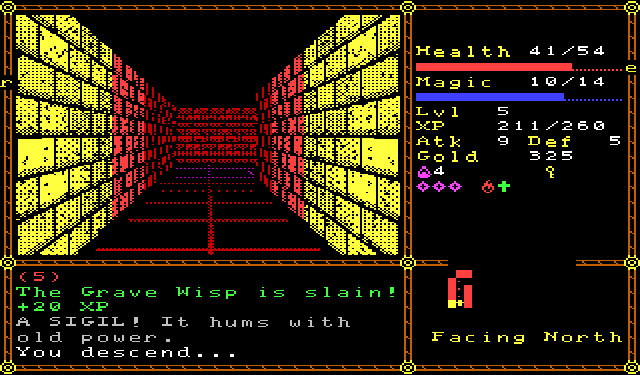 Health 41/54
r
e
Magic 10/14
Lvl 5
XP 211/260
Atk 9 Def 5
Gold 325
4
(5)
The Grave Wisp is slain!
+20 XP
A SIGIL! It hums with
old power.
You descend...
Facing North